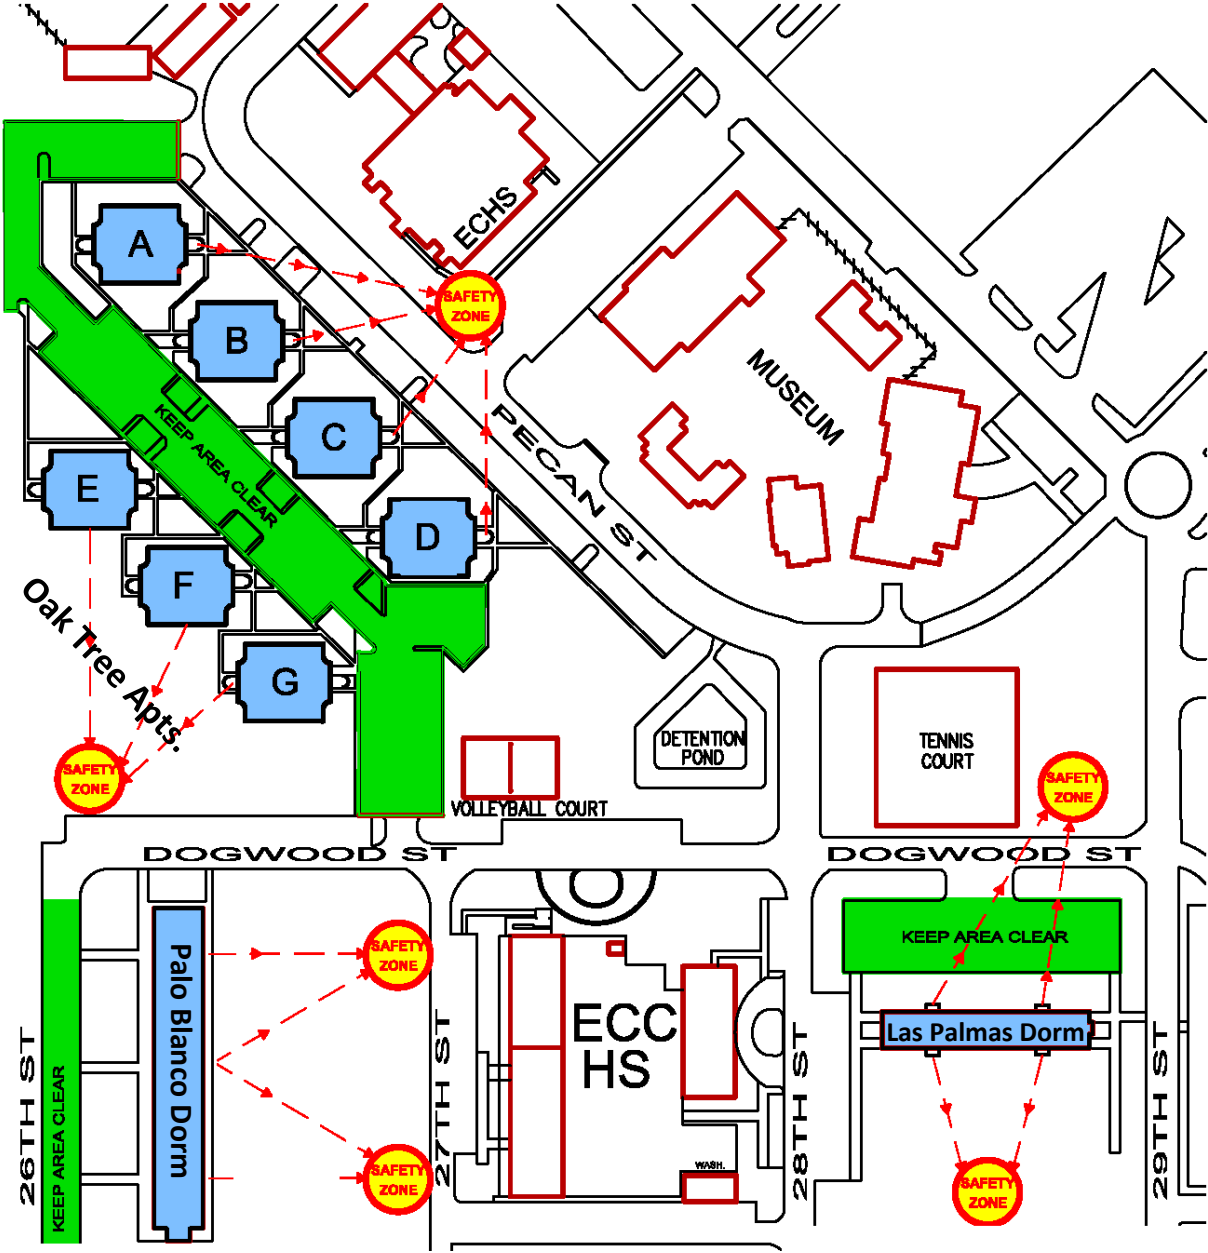 ECHS
A
SAFETY
ZONE
B
MUSEUM
C
KEEP AREA CLEAR
PECAN ST
E
D
F
Oak Tree Apts.
G
DETENTION
POND
TENNIS
COURT
SAFETY
ZONE
SAFETY
ZONE
VOLLEYBALL COURT
DOGWOOD ST
DOGWOOD ST
KEEP AREA CLEAR
SAFETY
ZONE
Palo Blanco Dorm
ECC
HS
Las Palmas Dorm
26TH ST
KEEP AREA CLEAR
27TH ST
28TH ST
29TH ST
WASH.
SAFETY
ZONE
SAFETY
ZONE